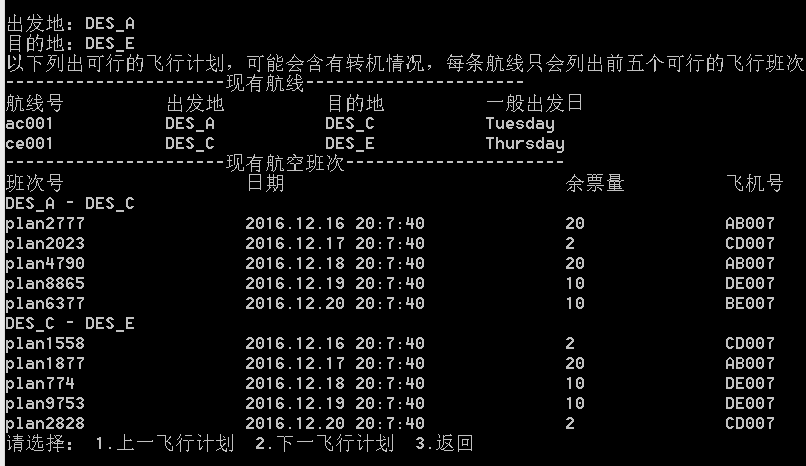 出发地: DES_A
目的地: DES_E
以下列出可行的飞行计划, 可能会含有转机情况, 每条航线只会列出前五个可行的飞行班次
----------------------现有航线----------------------
航线号 出发地 目的地 一般出发日
ac001 DES_A DES_C Tuesday
ce001 DES_C DES_E Thursday
----------------------现有航空班次----------------------
班次号 日期 余票量 飞机号
DES_A - DES_C
plan2777 2016.12.16 20:7:40 20 AB007
plan2023 2016.12.17 20:7:40 2 CD007
plan4790 2016.12.18 20:7:40 20 AB007
plan8865 2016.12.19 20:7:40 10 DE007
plan6377 2016.12.20 20:7:40 10 BE007
DES_C - DES_E
plan1558 2016.12.16 20:7:40 2 CD007
plan1877 2016.12.17 20:7:40 20 AB007
plan774 2016.12.18 20:7:40 10 DE007
plan9753 2016.12.19 20:7:40 10 DE007
plan2828 2016.12.20 20:7:40 2 CD007
请选择: 1.上一飞行计划 2.下一飞行计划 3.返回